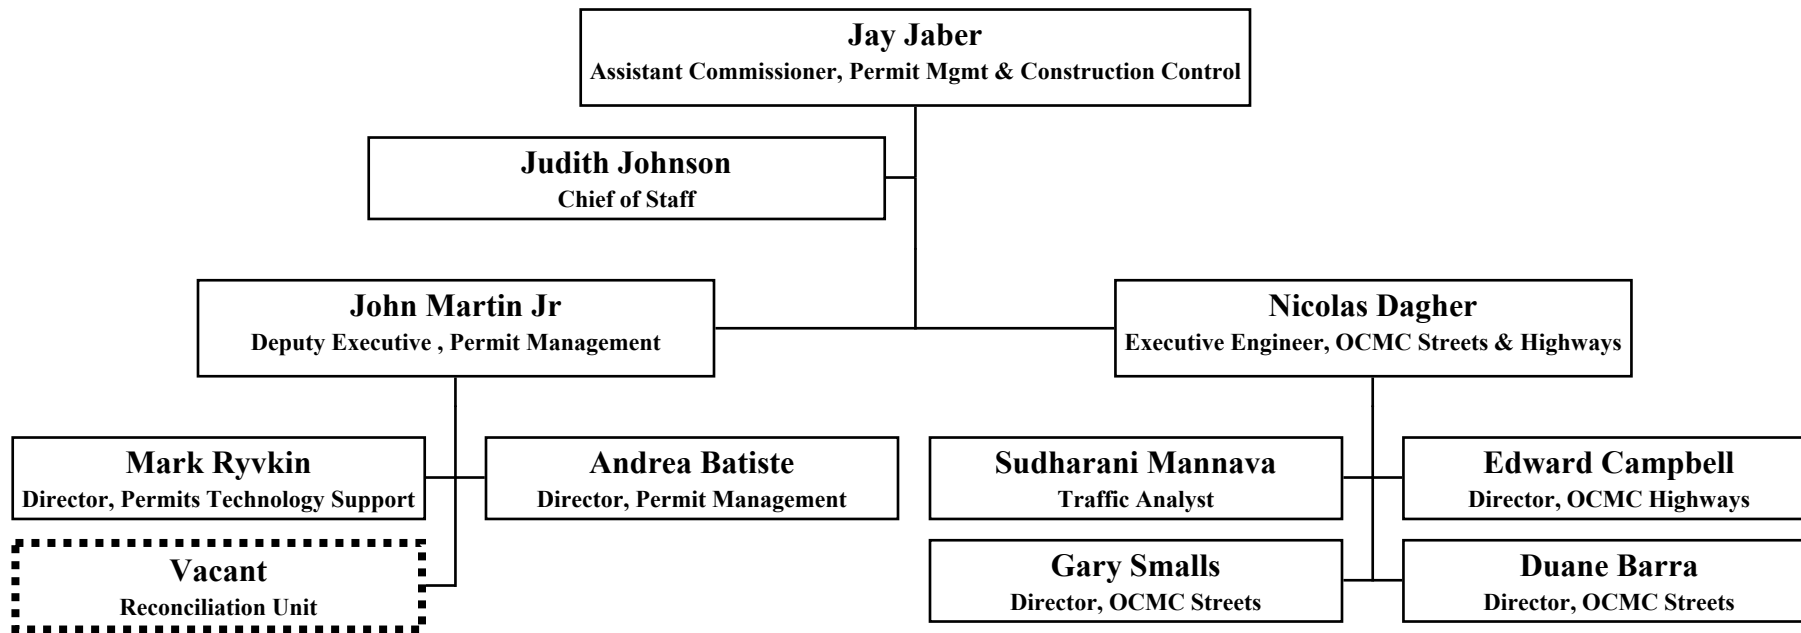 Jay Jaber
Assistant Commissioner, Permit Mgmt & Construction Control
Judith Johnson
Chief of Staff
John Martin Jr
Deputy Executive , Permit Management
Nicolas Dagher
Executive Engineer, OCMC Streets & Highways
Mark Ryvkin
Director, Permits Technology Support
Andrea Batiste
Director, Permit Management
Sudharani Mannava
Traffic Analyst
Edward Campbell
Director, OCMC Highways
Vacant
Reconciliation Unit
Gary Smalls
Director, OCMC Streets
Duane Barra
Director, OCMC Streets